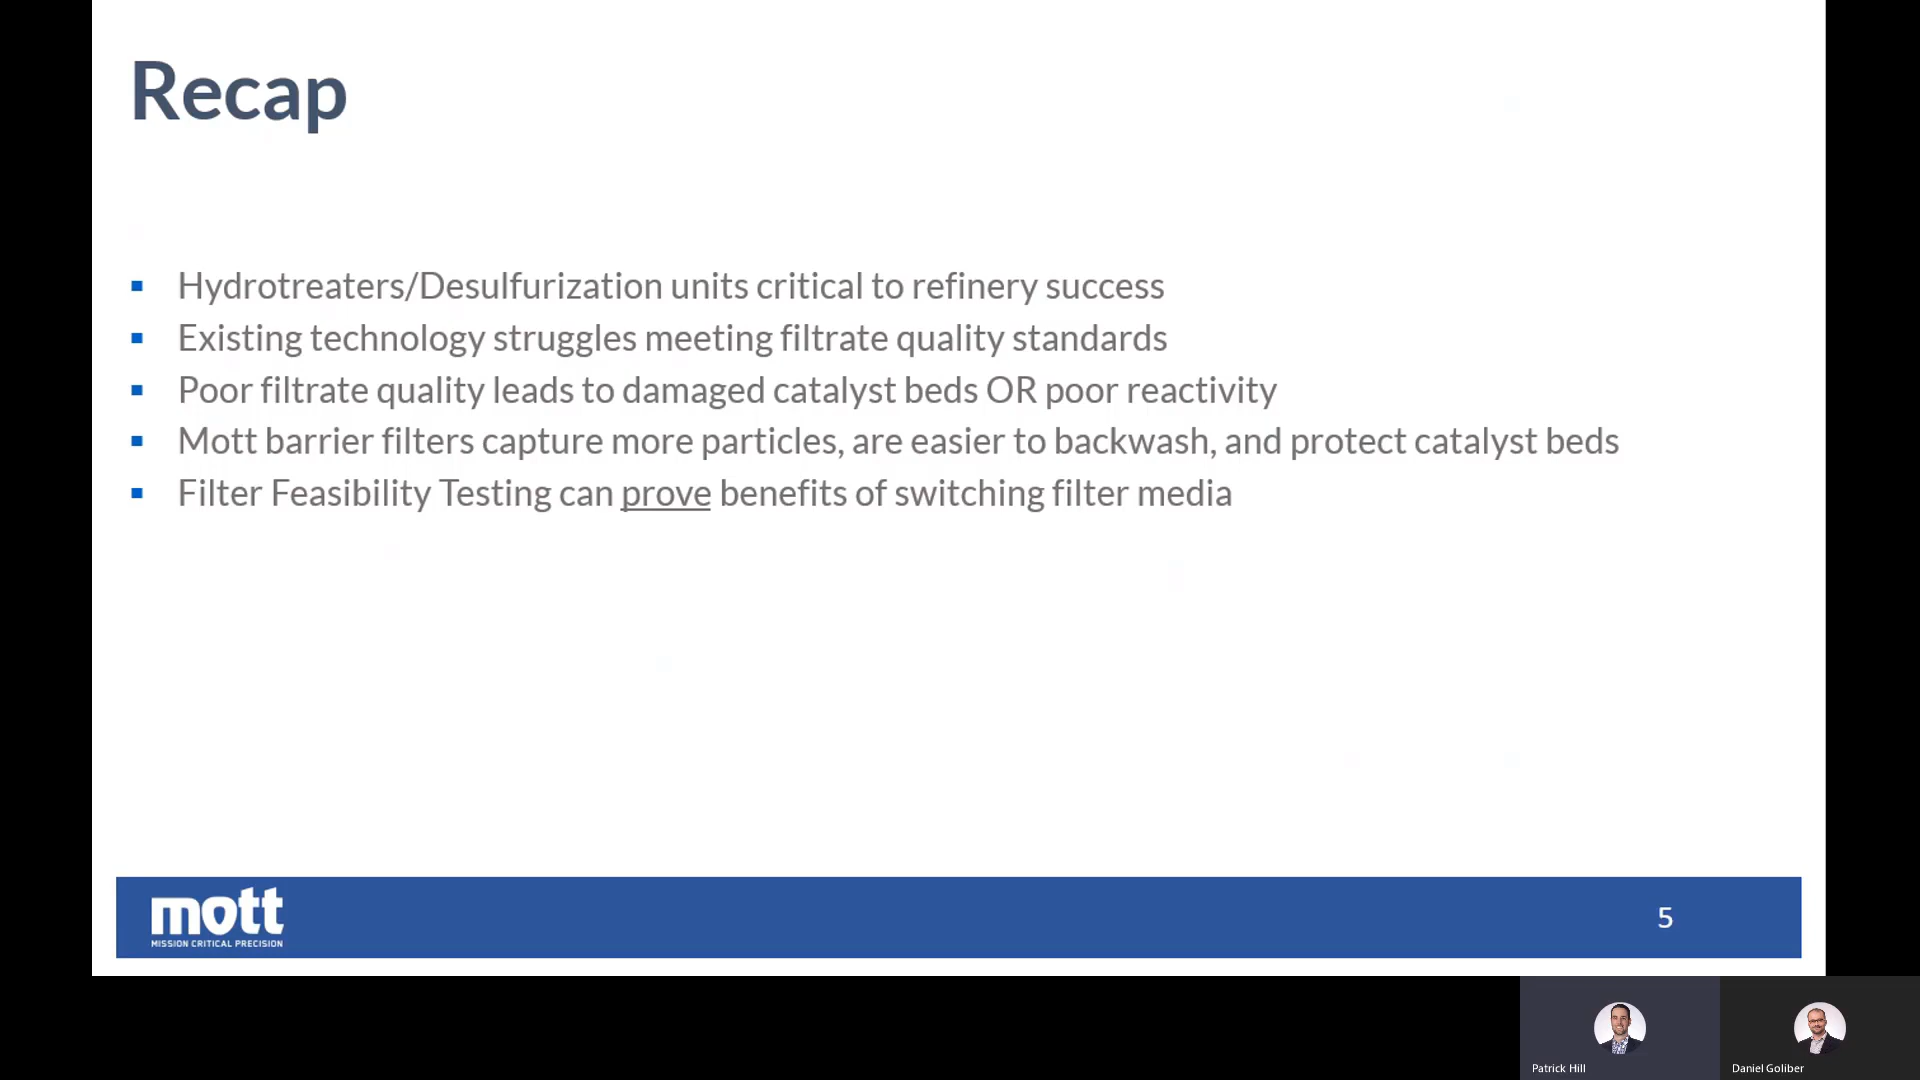 Recap
Hydrotreaters/Desulfurization units critical to refinery success
Existing technology struggles meeting filtrate quality standards
Poor filtrate quality leads to damaged catalyst beds OR poor reactivity
Mott barrier filters capture more particles, are easier to backwash, and protect catalyst beds
Filter Feasibility Testing can prove benefits of switching filter media
mott
MISSION CRITICAL PRECISION
5
Patrick Hill
Daniel Goliber